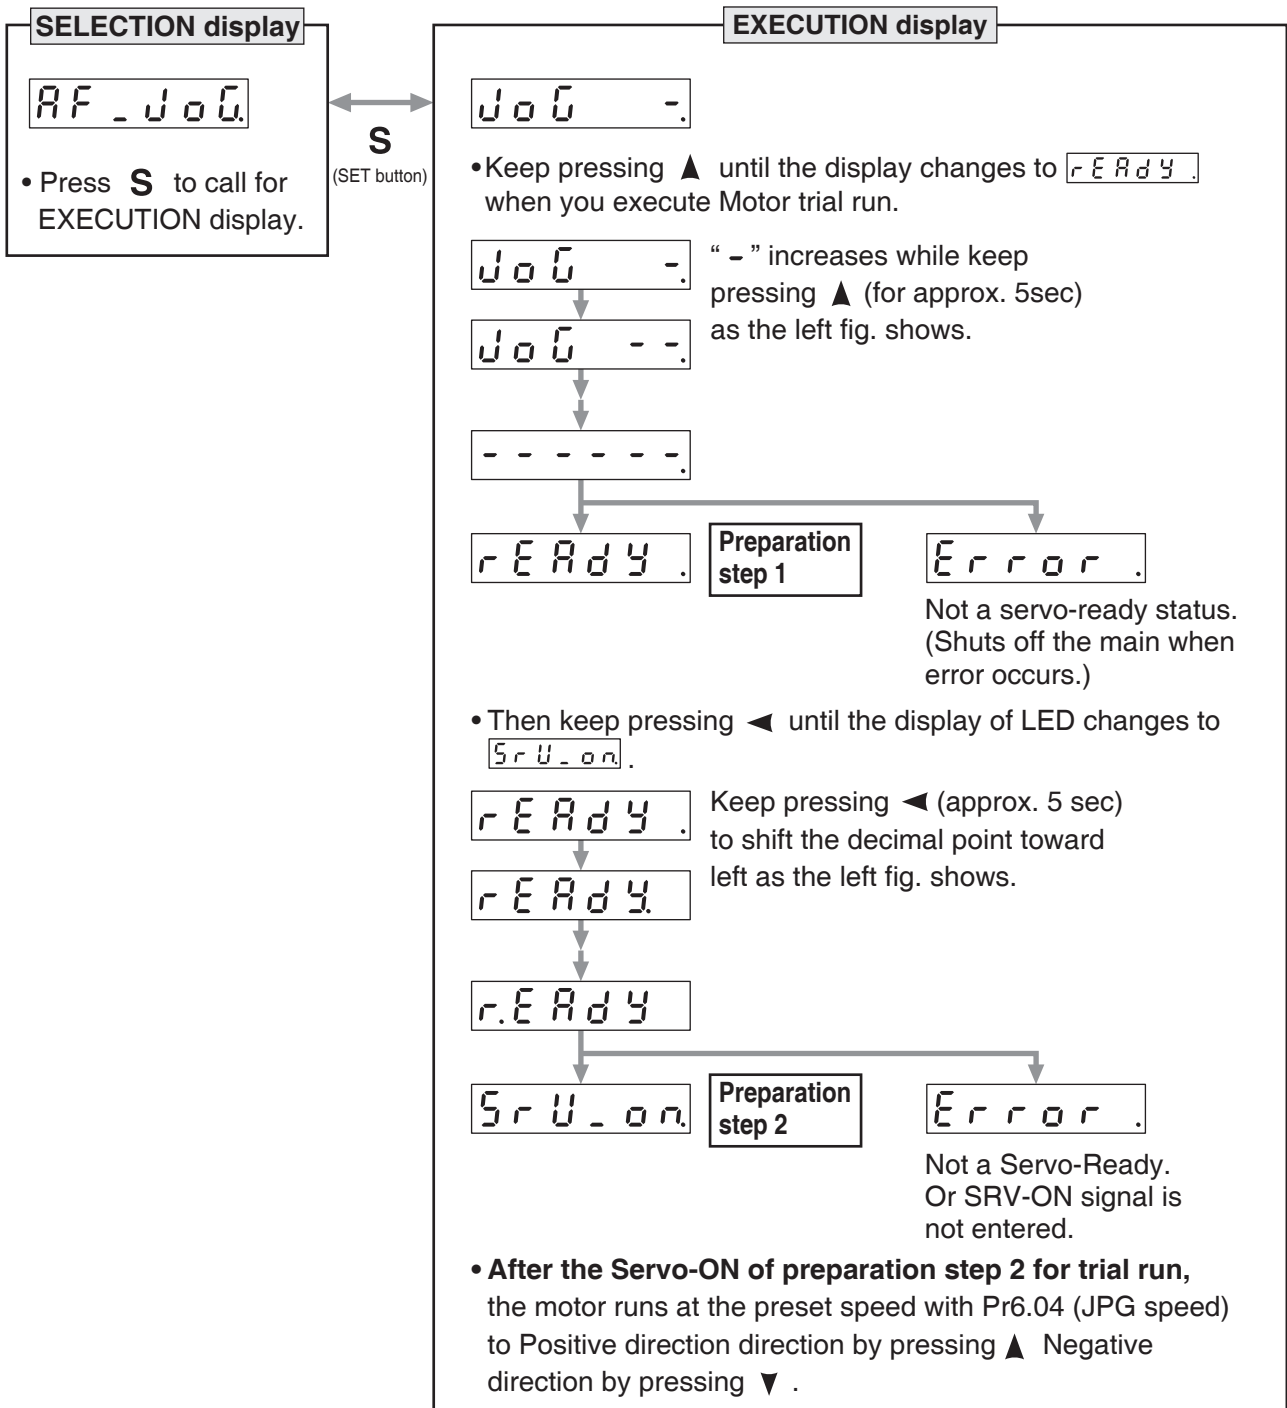 SELECTION display
AF_JoG.
• Press S to call for
EXECUTION display.
S
(SET button)
EXECUTION display
JoG -.
•Keep pressing ▲ until the display changes to rEAdy .
when you execute Motor trial run.
JoG -.
“ - ” increases while keep
pressing ▲ (for approx. 5sec)
as the left fig. shows.
JoG - -.
- - - - - -.
rEAdy .
Preparation
step 1
Error .
Not a servo-ready status.
(Shuts off the main when
error occurs.)
• Then keep pressing ◄ until the display of LED changes to
SrU_on. .
rEAdy .
Keep pressing ◄ (approx. 5 sec)
to shift the decimal point toward
left as the left fig. shows.
rEAdy.
r.EAdy
SrU_on.
Preparation
step 2
Error .
Not a Servo-Ready.
Or SRV-ON signal is
not entered.
• After the Servo-ON of preparation step 2 for trial run,
the motor runs at the preset speed with Pr6.04 (JPG speed)
to Positive direction direction by pressing ▲ Negative
direction by pressing ▼ .